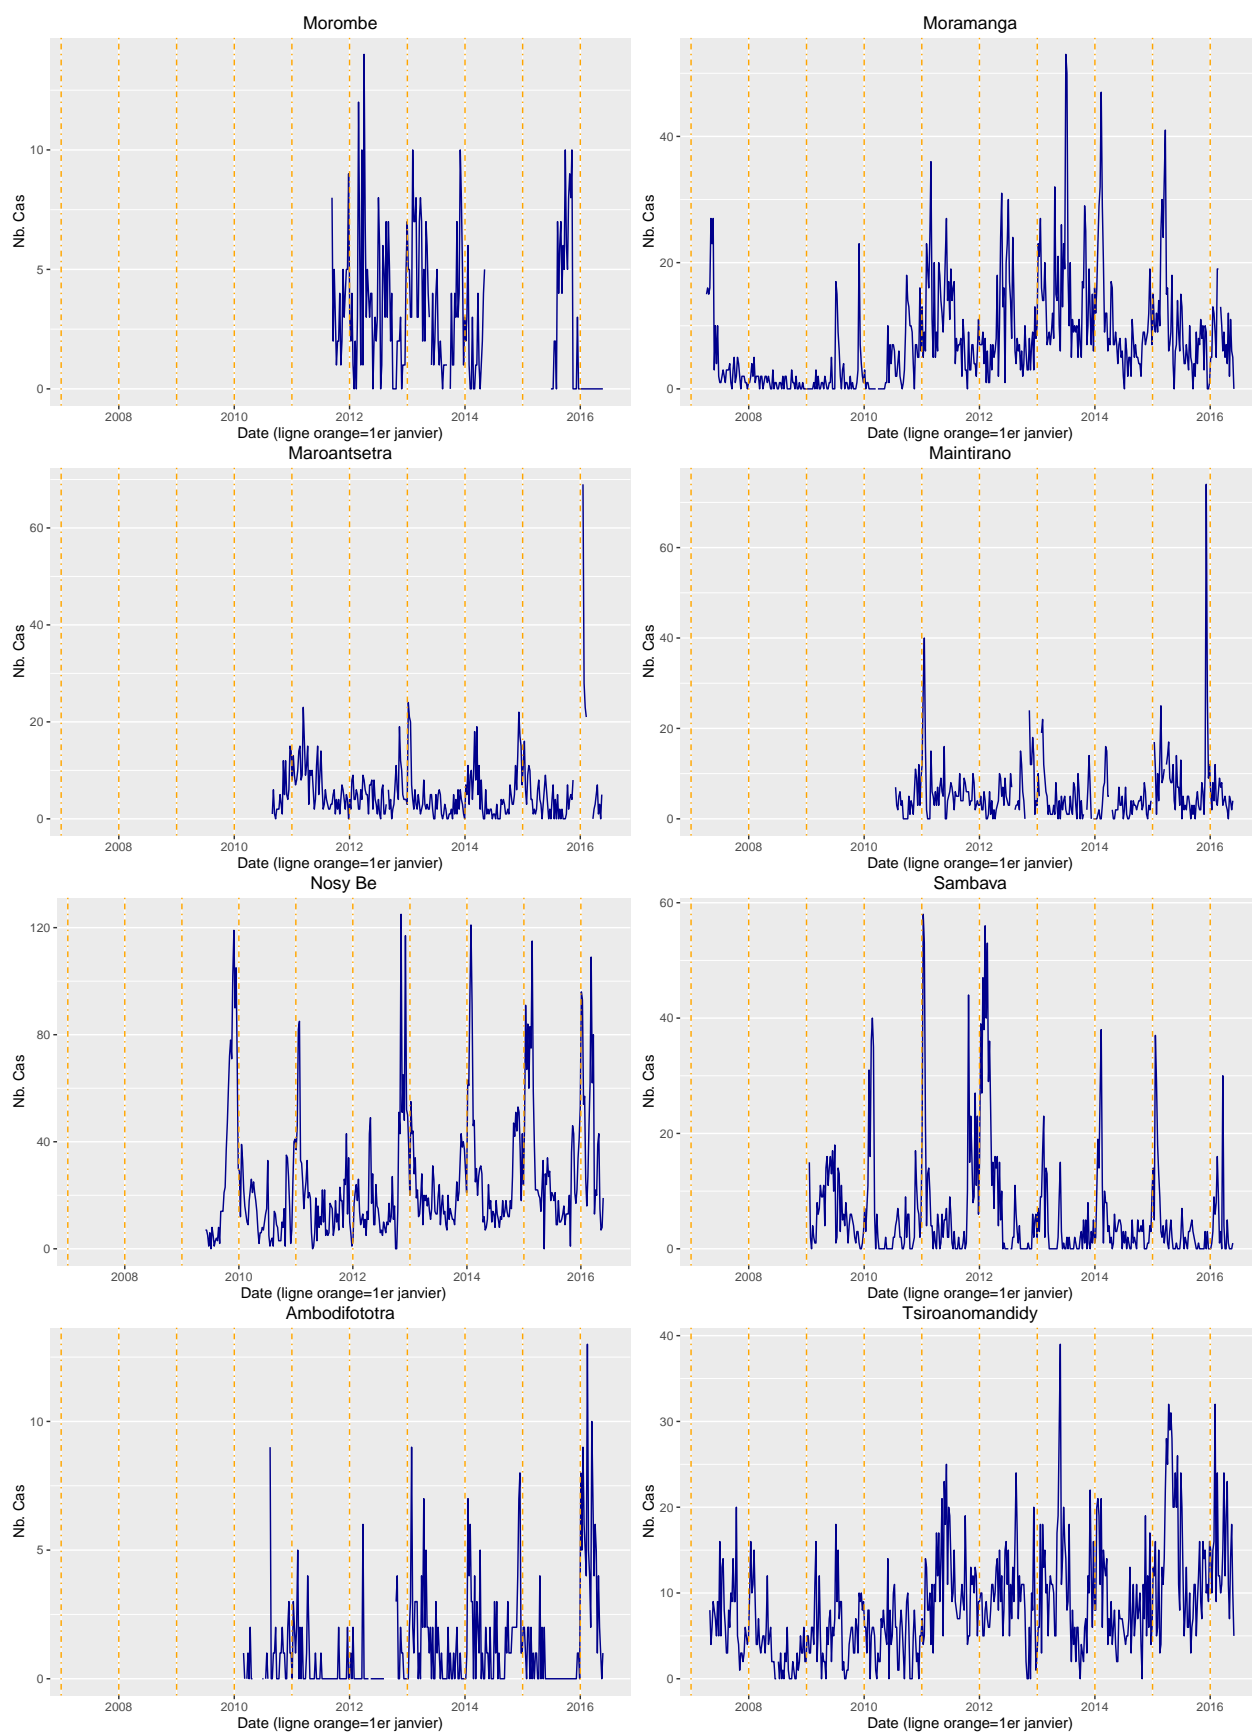 Morombe
Nb. Cas
10
5
0
2008 2010 2012 2014 2016
Date (ligne orange=1er janvier)
Moramanga
Nb. Cas
40
20
0
2008 2010 2012 2014 2016
Date (ligne orange=1er janvier)
Maroantsetra
Nb. Cas
60
40
20
0
2008 2010 2012 2014 2016
Date (ligne orange=1er janvier)
Maintirano
Nb. Cas
60
40
20
0
2008 2010 2012 2014 2016
Date (ligne orange=1er janvier)
Nosy Be
Nb. Cas
120
80
40
0
2008 2010 2012 2014 2016
Date (ligne orange=1er janvier)
Sambava
Nb. Cas
60
40
20
0
2008 2010 2012 2014 2016
Date (ligne orange=1er janvier)
Ambodifototra
Nb. Cas
10
5
0
2008 2010 2012 2014 2016
Date (ligne orange=1er janvier)
Tsiroanomandidy
Nb. Cas
40
30
20
10
0
2008 2010 2012 2014 2016
Date (ligne orange=1er janvier)